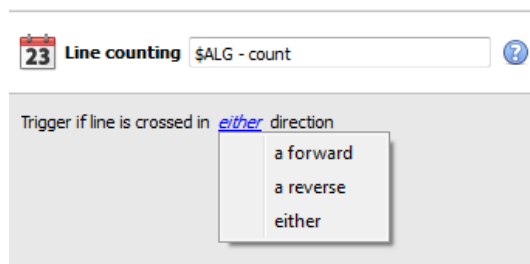 23 Line counting $ALG - count ?
Trigger if line is crossed in either direction
a forward
a reverse
either